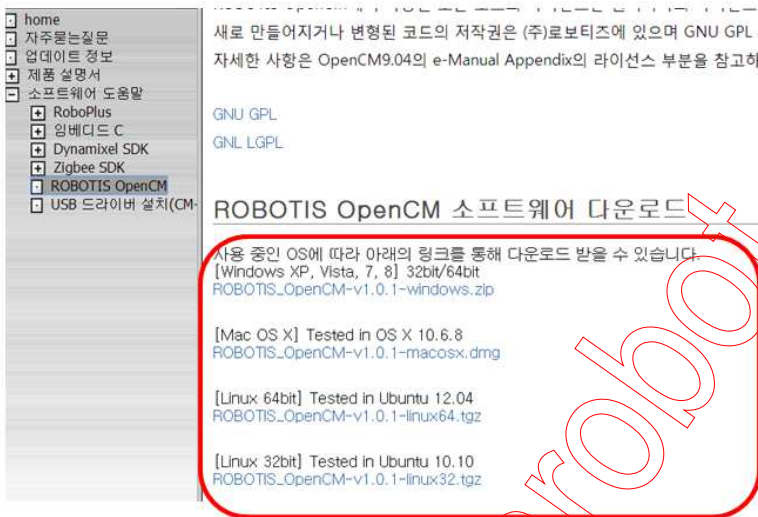 home
자주묻는질문
업데이트 정보
제품 설명서
소프트웨어 도움말
RoboPlus
임베디드 C
Dynamixel SDK
Zigbee SDK
ROBOTIS OpenCM
USB 드라이버 설치(CM-
새로 만들어지거나 변형된 코드의 저작권은 (주)로보티즈에 있으며 GNU GPL
자세한 사항은 OpenCM9.04의 e-Manual Appendix의 라이선스 부분을 참고하
GNU GPL
GNL LGPL
ROBOTIS OpenCM 소프트웨어 다운로드
사용 중인 OS에 따라 아래의 링크를 통해 다운로드 받을 수 있습니다.
[Windows XP, Vista, 7, 8] 32bit/64bit
ROBOTIS_OpenCM-v1.0.1-windows.zip
[Mac OS X] Tested in OS X 10.6.8
ROBOTIS_OpenCM-v1.0.1-macosx.dmg
[Linux 64bit] Tested in Ubuntu 12.04
ROBOTIS_OpenCM-v1.0.1-linux64.tgz
[Linux 32bit] Tested in Ubuntu 10.10
ROBOTIS_OpenCM-v1.0.1-linux32.tgz
robot